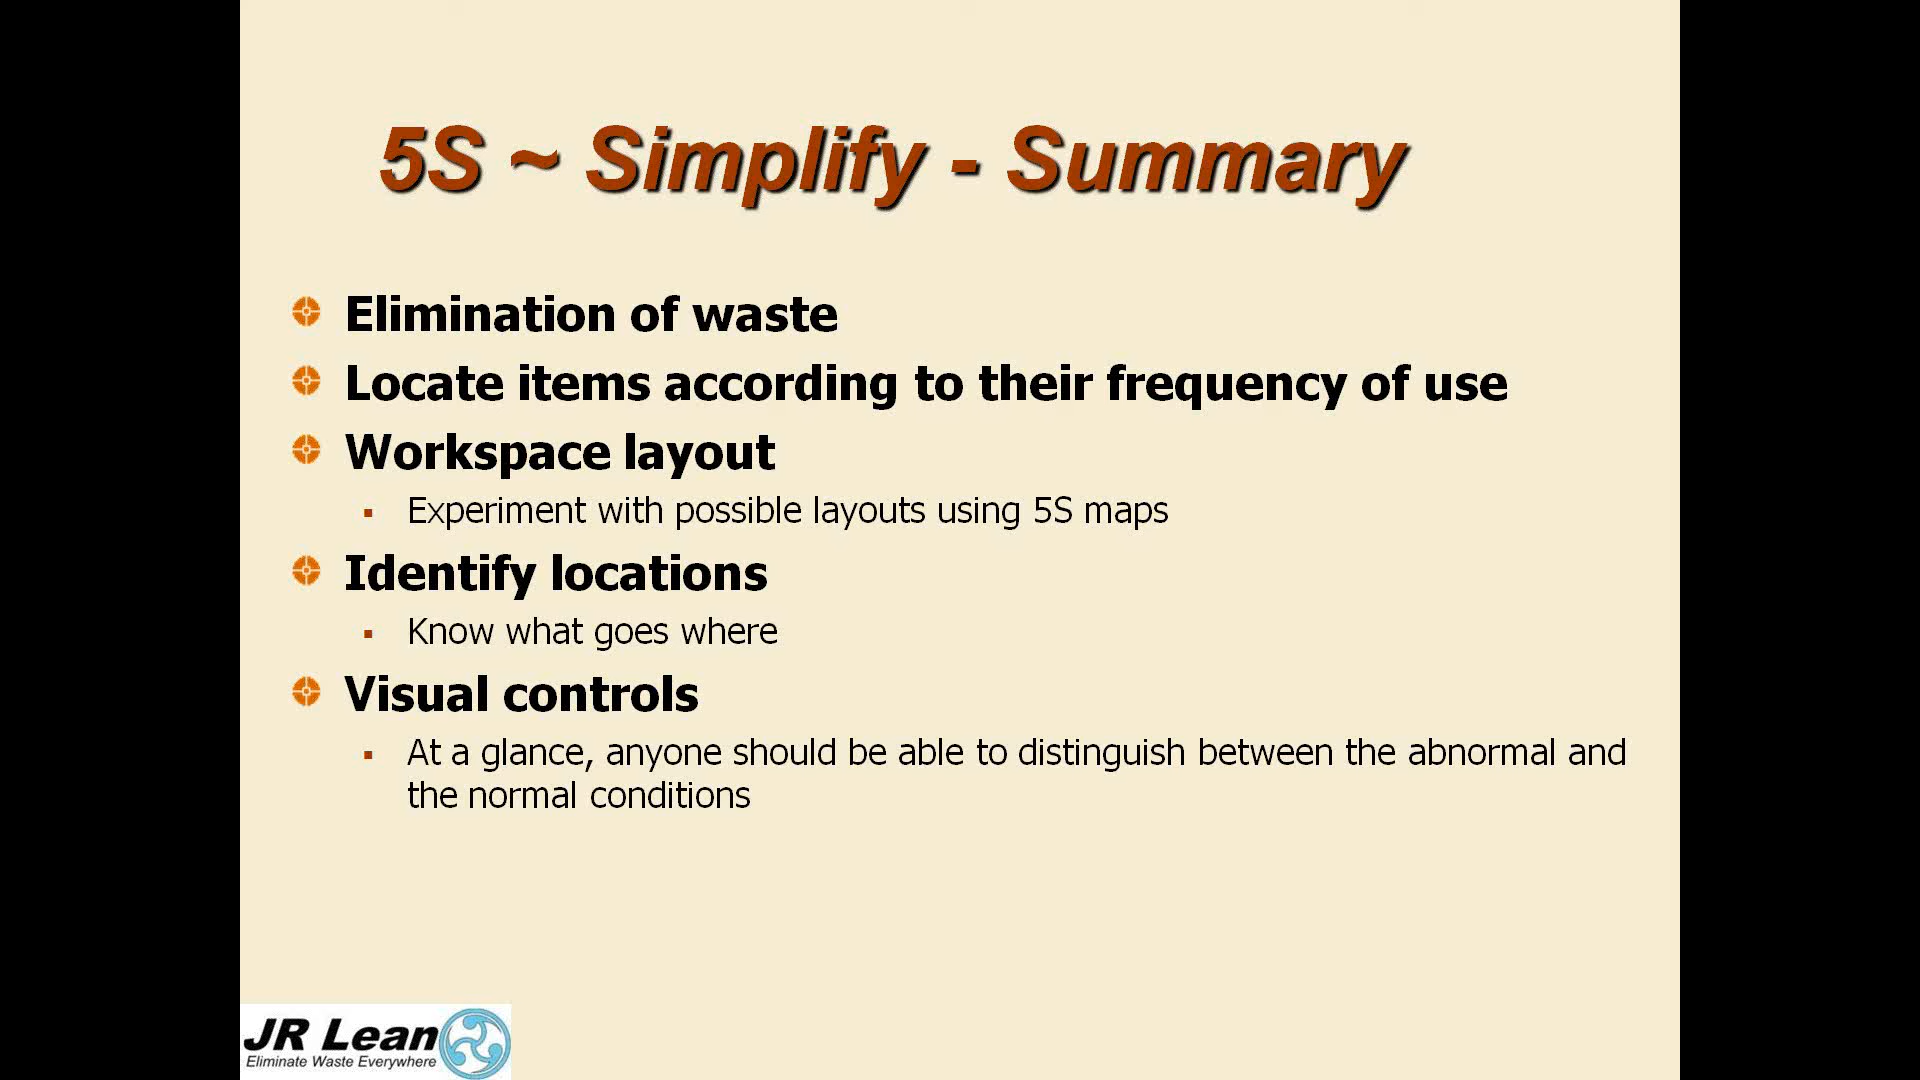 5S ~ Simplify - Summary
Elimination of waste
Locate items according to their frequency of use
Workspace layout
Experiment with possible layouts using 5S maps
Identify locations
Know what goes where
Visual controls
At a glance, anyone should be able to distinguish between the abnormal and
the normal conditions
JR Lean
Eliminate Waste Everywhere